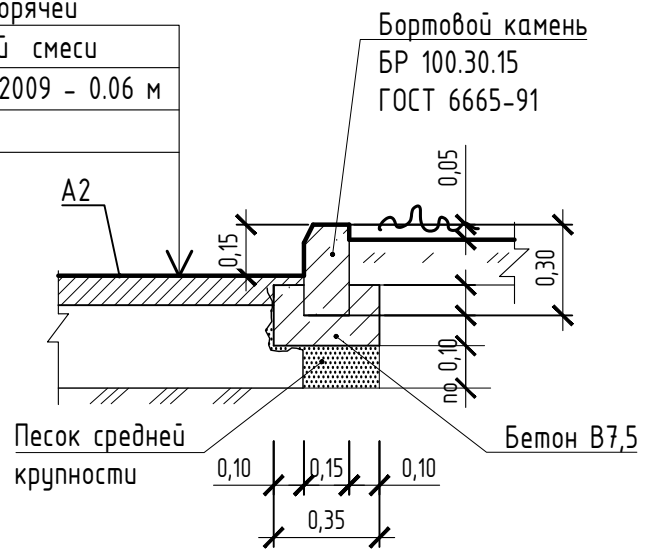 орячей
й смеси
2009 - 0.06 м
Бортовой камень
БР 100.30.15
ГОСТ 6665-91
А2
0,15
0,05
0,30
по 0,10
Песок средней
крупности
Бетон В7,5
0,10 0,15 0,10
0,35